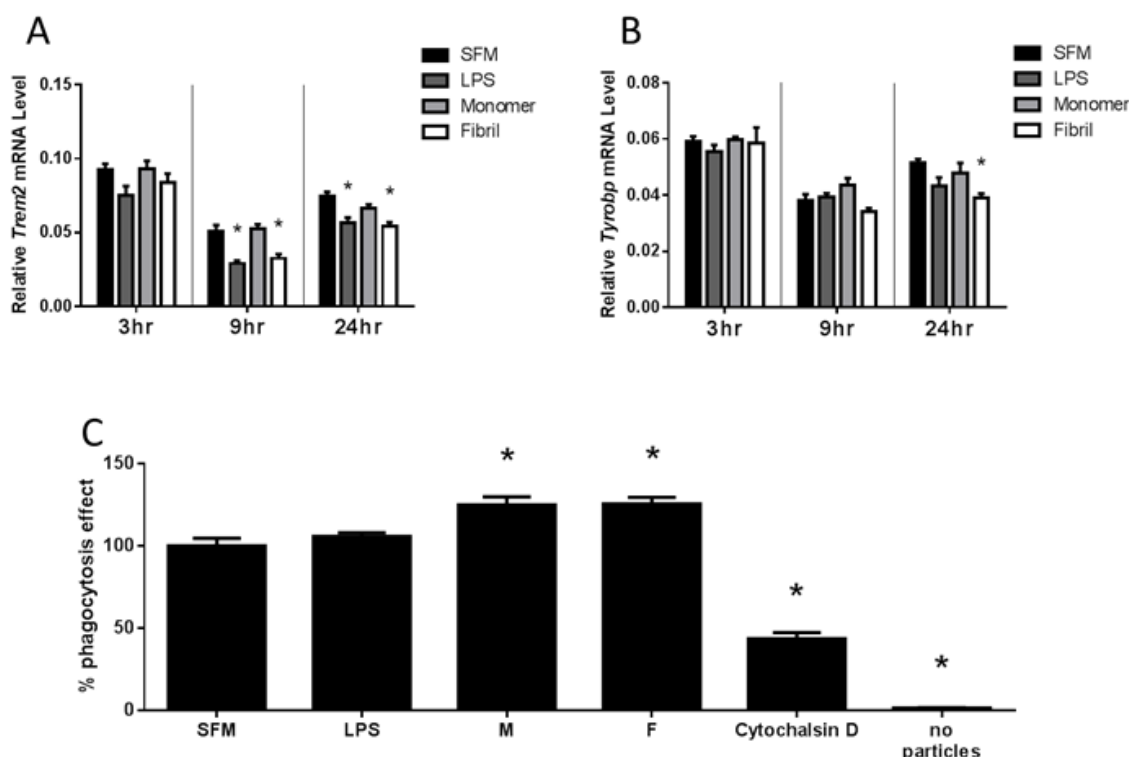 A
SFM
LPS
Monomer
Fibril
Relative Trem2 mRNA Level
0.15
0.10
0.05
0.00
* * * *
3hr 9hr 24hr
B
SFM
LPS
Monomer
Fibril
Relative Tyrobp mRNA Level
0.08
0.06
0.04
0.02
0.00
*
3hr 9hr 24hr
C
% phagocytosis effect
150
100
50
0
* * * *
SFM LPS M F Cytochalsin D no
particles